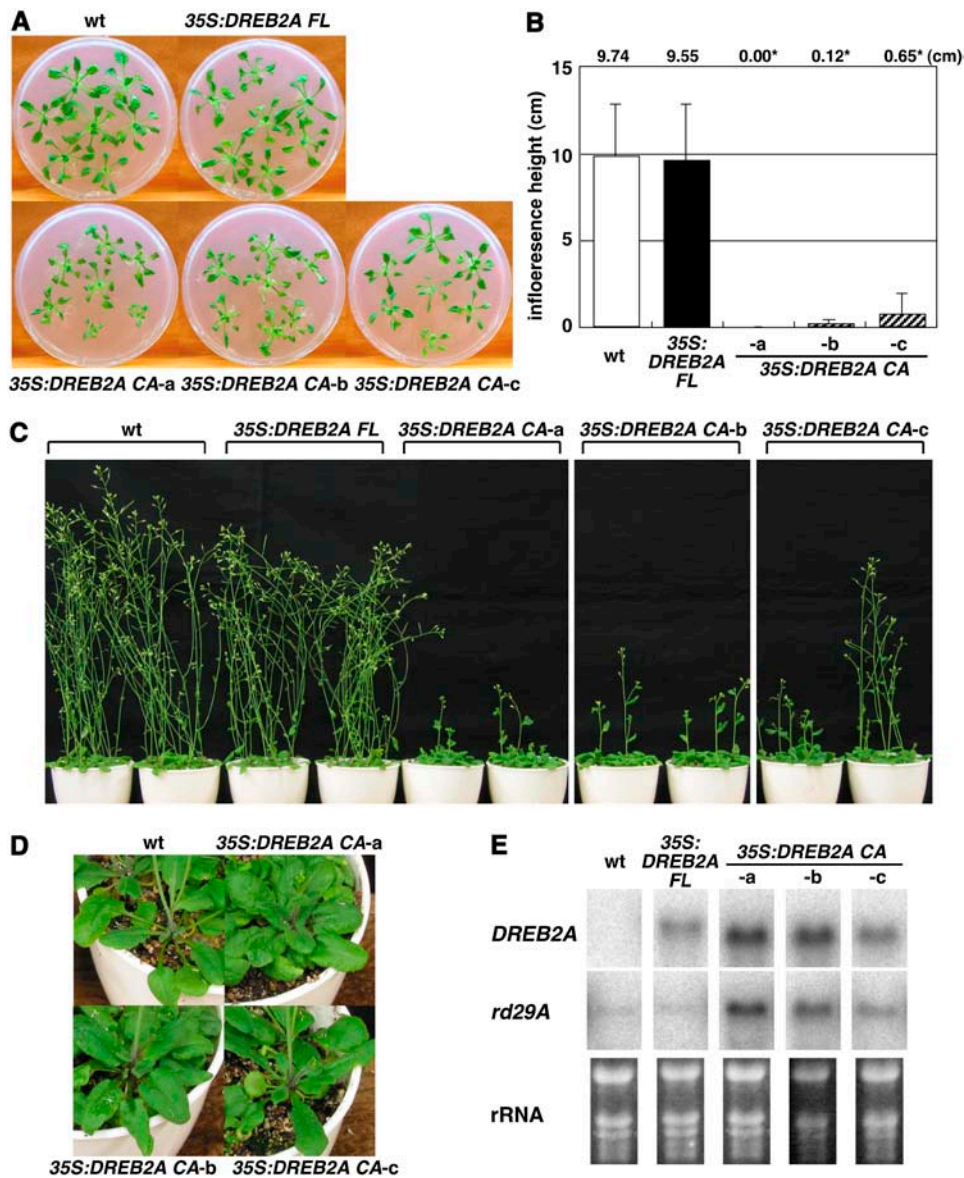 A
wt 35S:DREB2A FL
35S:DREB2A CA-a 35S:DREB2A CA-b 35S:DREB2A CA-c
B
9.74 9.55 0.00* 0.12* 0.65* (cm)
infloeresence height (cm)
15
10
5
0
wt 35S: DREB2A FL -a -b -c
35S:DREB2A CA
C
wt 35S:DREB2A FL 35S:DREB2A CA-a 35S:DREB2A CA-b 35S:DREB2A CA-c
D
wt 35S:DREB2A CA-a
35S:DREB2A CA-b 35S:DREB2A CA-c
E
wt 35S: DREB2A FL 35S:DREB2A CA
-a -b -c
DREB2A
rd29A
rRNA